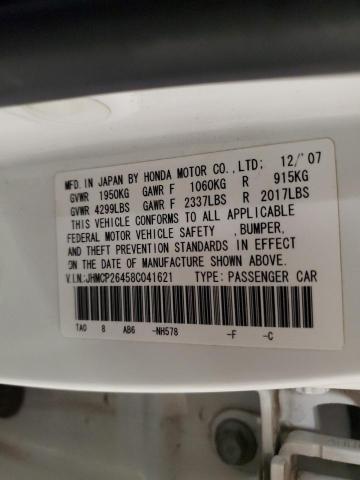 MFD. IN JAPAN BY HONDA MOTOR CO., LTD: 12/'07
GVWR 1950KG GAWR F 1060KG R 915KG
GVWR 4299LBS GAWR F 2337LBS R 2017LBS
THIS VEHICLE CONFORMS TO ALL APPLICABLE
FEDERAL MOTOR VEHICLE SAFETY , BUMPER,
AND THEFT PREVENTION STANDARDS IN EFFECT
ON THE DATE OF MANUFACTURE SHOWN ABOVE.
V.I.N.:JHMCP26458C041621 TYPE: PASSENGER CAR
TA0 8 AB6 -NH578 -F -C